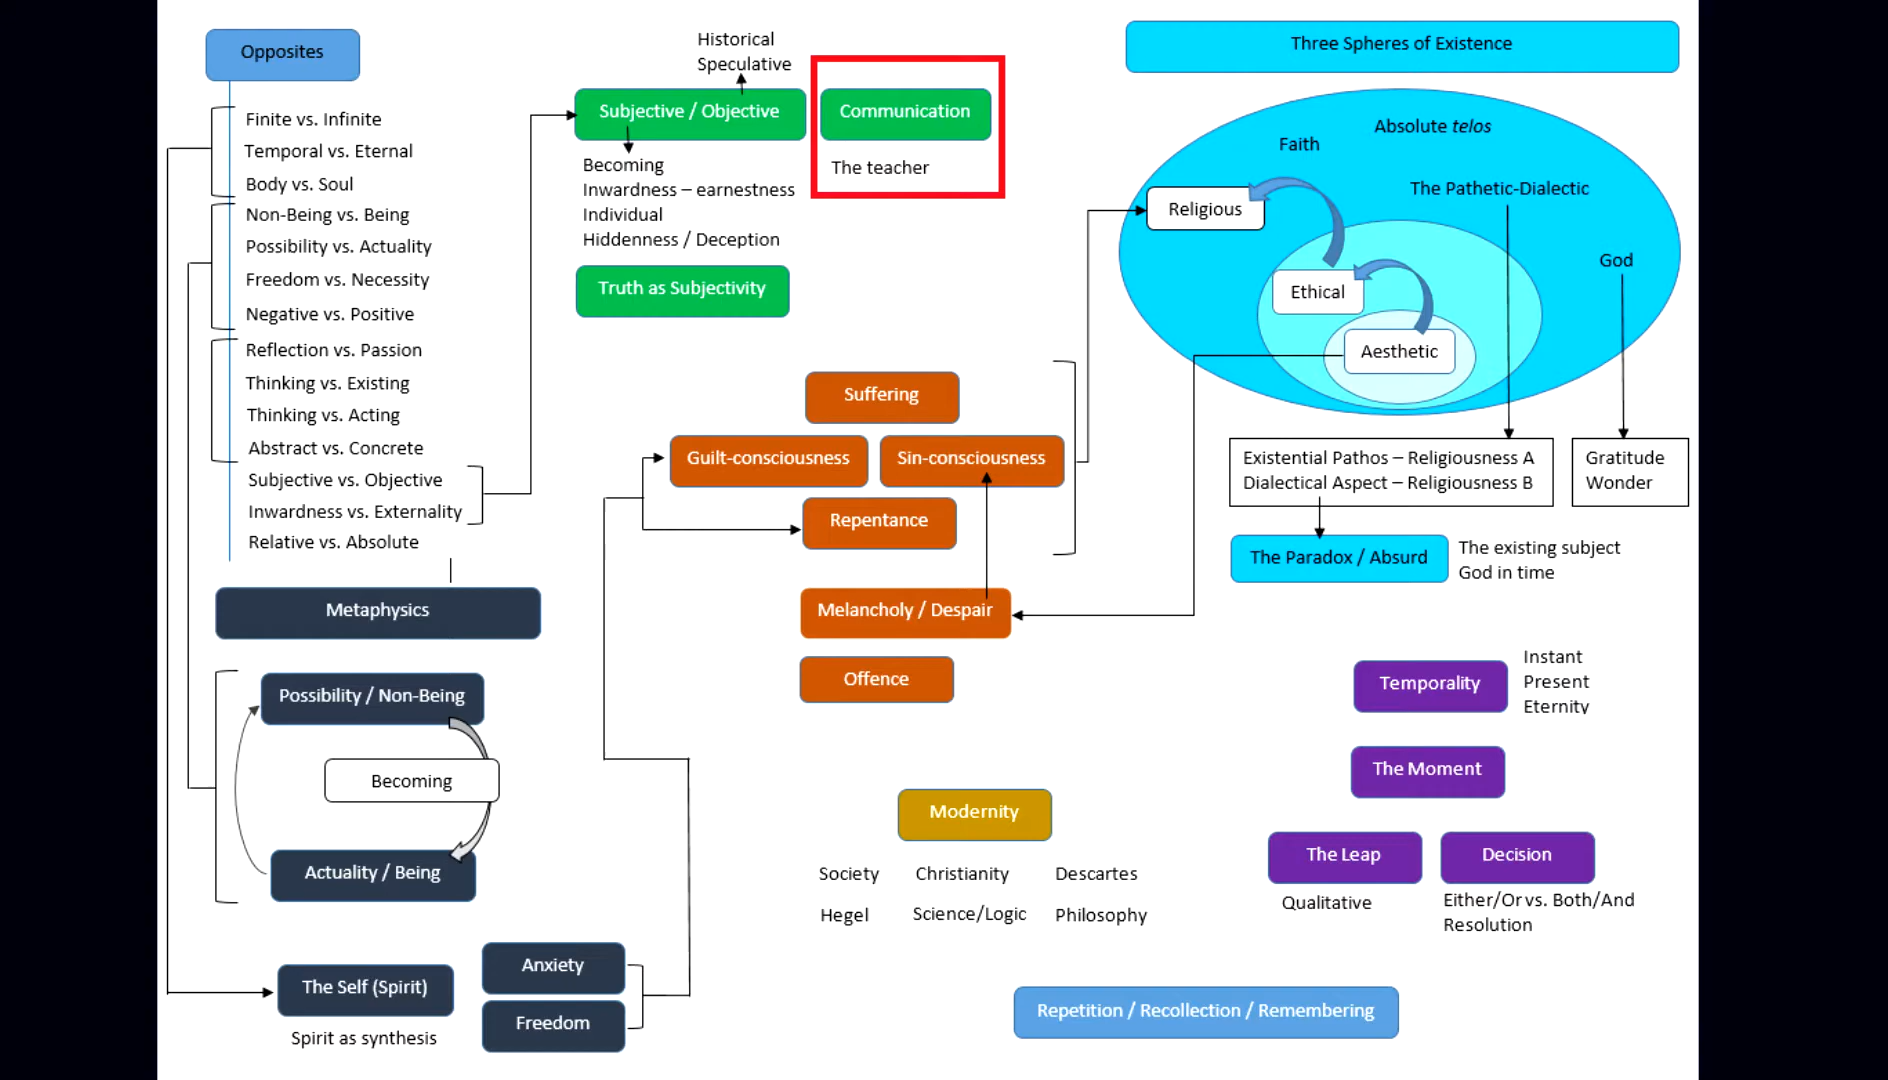 Opposites
Finite vs. Infinite
Temporal vs. Eternal
Body vs. Soul
Non-Being vs. Being
Possibility vs. Actuality
Freedom vs. Necessity
Negative vs. Positive
Reflection vs. Passion
Thinking vs. Existing
Thinking vs. Acting
Abstract vs. Concrete
Subjective vs. Objective
Inwardness vs. Externality
Relative vs. Absolute
Metaphysics
Possibility / Non-Being
Becoming
Actuality / Being
The Self (Spirit)
Spirit as synthesis
Anxiety
Freedom
Historical
Speculative
Subjective / Objective
Becoming
Inwardness – earnestness
Individual
Hiddenness / Deception
Truth as Subjectivity
Communication
The teacher
Suffering
Guilt-consciousness
Sin-consciousness
Repentance
Melancholy / Despair
Offence
Modernity
Society
Christianity
Descartes
Hegel
Science/Logic
Philosophy
Three Spheres of Existence
Absolute telos
Faith
The Pathetic-Dialectic
Religious
God
Ethical
Aesthetic
Existential Pathos – Religiousness A
Dialectical Aspect – Religiousness B
Gratitude
Wonder
The Paradox / Absurd
The existing subject
God in time
Temporality
Instant
Present
Eternity
The Moment
The Leap
Qualitative
Decision
Either/Or vs. Both/And
Resolution
Repetition / Recollection / Remembering